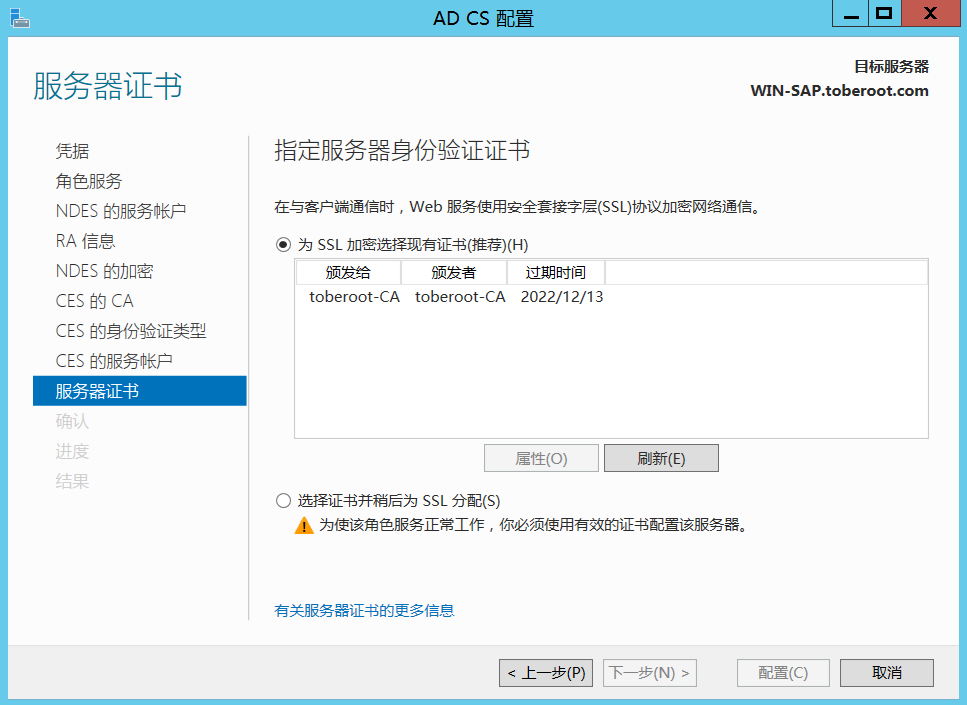 AD CS 配置
服务器证书
目标服务器
WIN-SAP.toberoot.com
凭据
角色服务
NDES 的服务帐户
RA 信息
NDES 的加密
CES 的 CA
CES 的身份验证类型
CES 的服务帐户
服务器证书
确认
进度
结果
指定服务器身份验证证书
在与客户端通信时，Web 服务使用安全套接字层(SSL)协议加密网络通信。
为 SSL 加密选择现有证书(推荐)(H)
颁发给 颁发者 过期时间
toberoot-CA toberoot-CA 2022/12/13
属性(O) 刷新(E)
选择证书并稍后为 SSL 分配(S)
为使该角色服务正常工作，你必须使用有效的证书配置该服务器。
有关服务器证书的更多信息
< 上一步(P) 下一步(N) > 配置(C) 取消